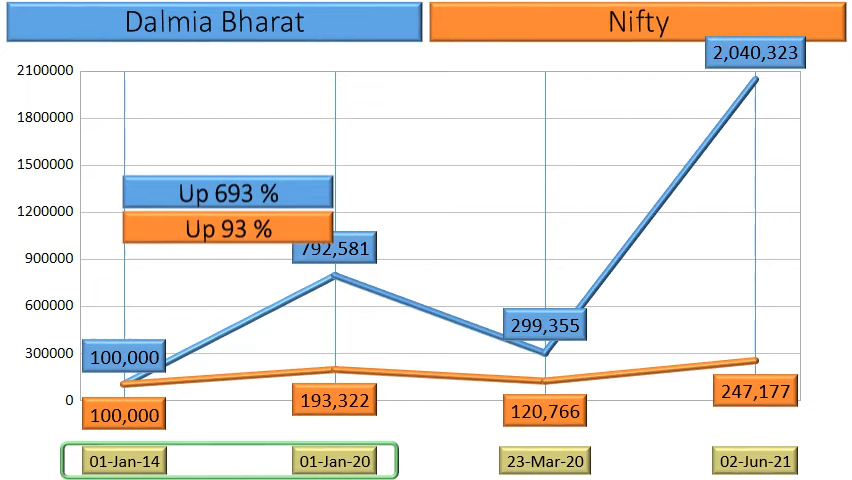 Dalmia Bharat
Nifty
2,040,323
2100000
1800000
1500000
1200000
900000
600000
300000
0
Up 693 %
Up 93 %
792,581
299,355
100,000
100,000
193,322
120,766
247,177
01-Jan-14
01-Jan-20
23-Mar-20
02-Jun-21